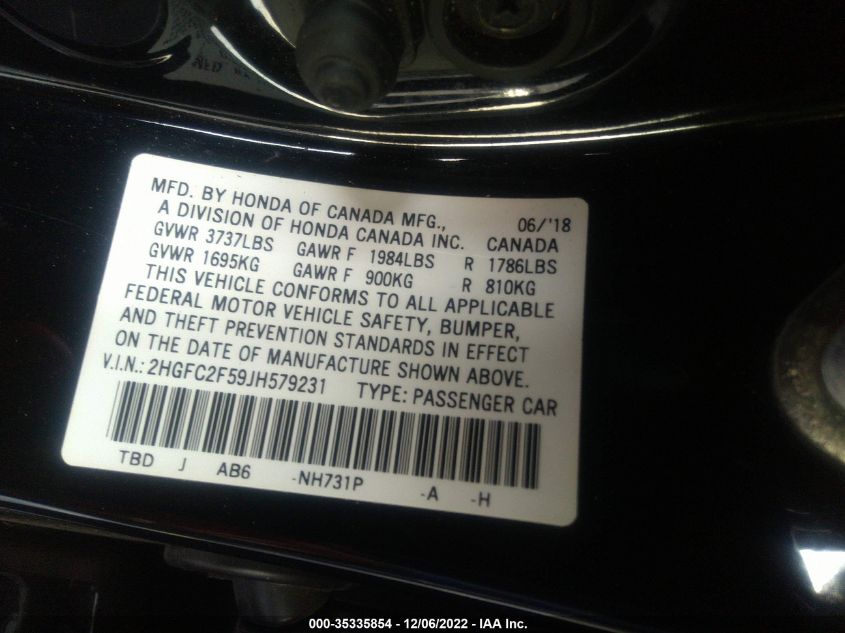 MFD. BY HONDA OF CANADA MFG., 06/'18
A DIVISION OF HONDA CANADA INC. CANADA
GVWR 3737LBS GAWR F 1984LBS R 1786LBS
GVWR 1695KG GAWR F 900KG R 810KG
THIS VEHICLE CONFORMS TO ALL APPLICABLE
FEDERAL MOTOR VEHICLE SAFETY, BUMPER,
AND THEFT PREVENTION STANDARDS IN EFFECT
ON THE DATE OF MANUFACTURE SHOWN ABOVE.
V.I.N.: 2HGFC2F59JH579231 TYPE: PASSENGER CAR
TBD J AB6 -NH731P -A -H
000-35335854 - 12/06/2022 - IAA Inc.